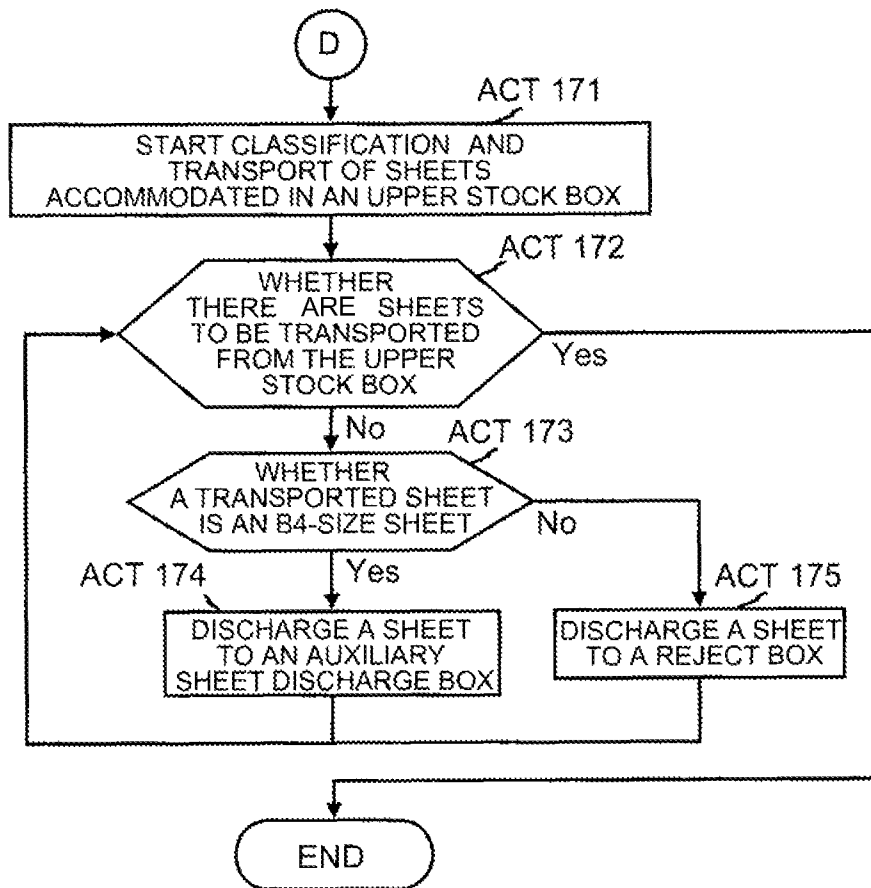 D
ACT 171
START CLASSIFICATION AND
TRANSPORT OF SHEETS
ACCOMMODATED IN AN UPPER STOCK BOX
ACT 172
WHETHER
THERE ARE SHEETS
TO BE TRANSPORTED
FROM THE UPPER
STOCK BOX
Yes
No
ACT 173
WHETHER
A TRANSPORTED SHEET
IS AN B4-SIZE SHEET
No
Yes
ACT 174
DISCHARGE A SHEET
TO AN AUXILIARY
SHEET DISCHARGE BOX
ACT 175
DISCHARGE A SHEET
TO A REJECT BOX
END